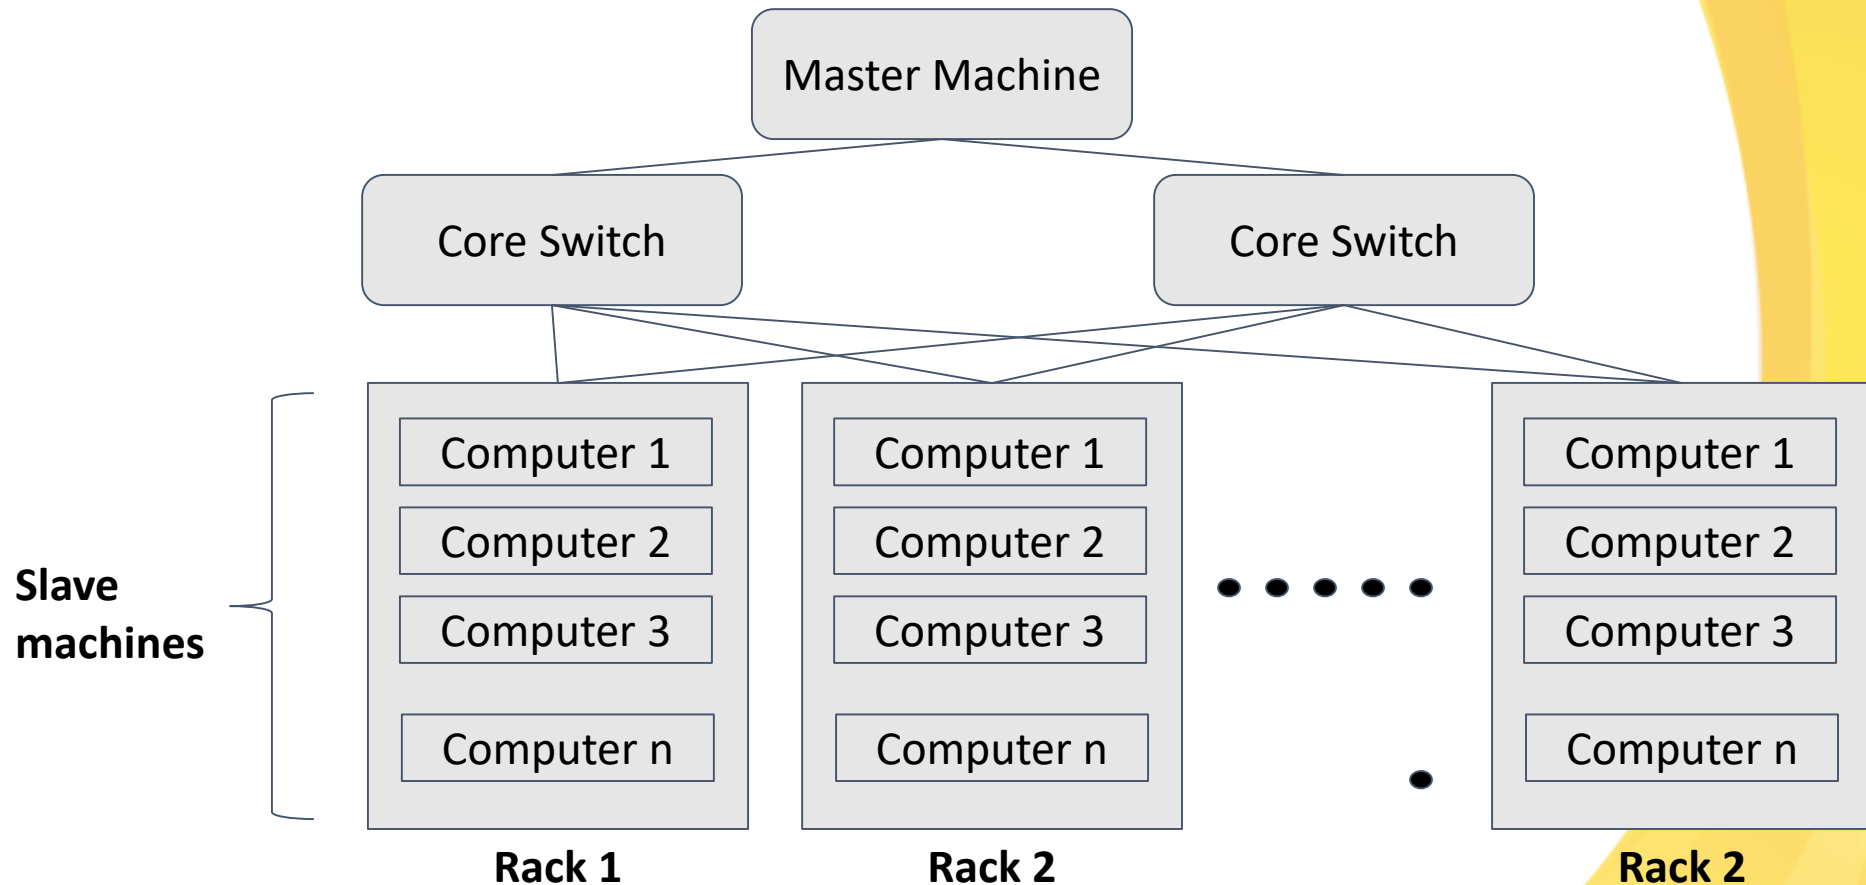 Master Machine
Core Switch
Core Switch
Computer 1
Computer 2
Computer 3
Computer n
Computer 1
Computer 2
Computer 3
Computer n
Computer 1
Computer 2
Computer 3
Computer n
Slave
machines
Rack 1
Rack 2
Rack 2